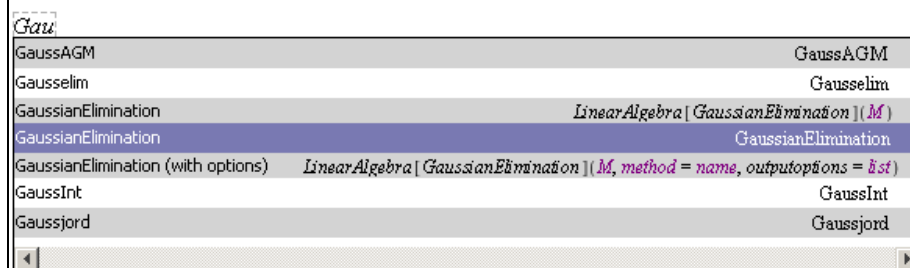 Gau
GaussAGM GaussAGM
Gausselim Gausselim
GaussianElimination LinearAlgebra[GaussianElimination](M)
GaussianElimination GaussianElimination
GaussianElimination (with options) LinearAlgebra[GaussianElimination](M, method = name, outputoptions = list)
GaussInt GaussInt
Gaussjord Gaussjord